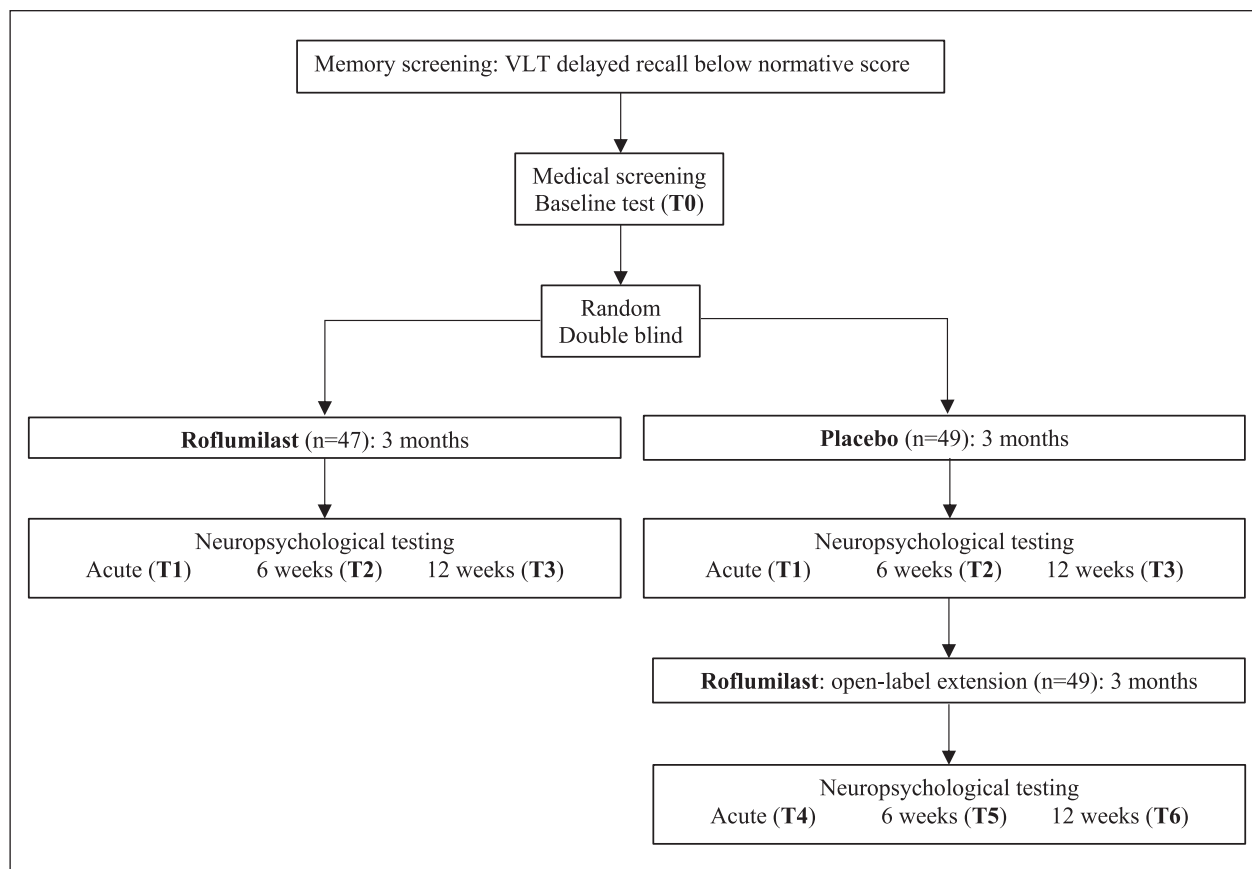 Memory screening: VLT delayed recall below normative score
Medical screening
Baseline test (T0)
Random
Double blind
Roflumilast (n=47): 3 months
Placebo (n=49): 3 months
Neuropsychological testing
Acute (T1) 6 weeks (T2) 12 weeks (T3)
Neuropsychological testing
Acute (T1) 6 weeks (T2) 12 weeks (T3)
Roflumilast: open-label extension (n=49): 3 months
Neuropsychological testing
Acute (T4) 6 weeks (T5) 12 weeks (T6)